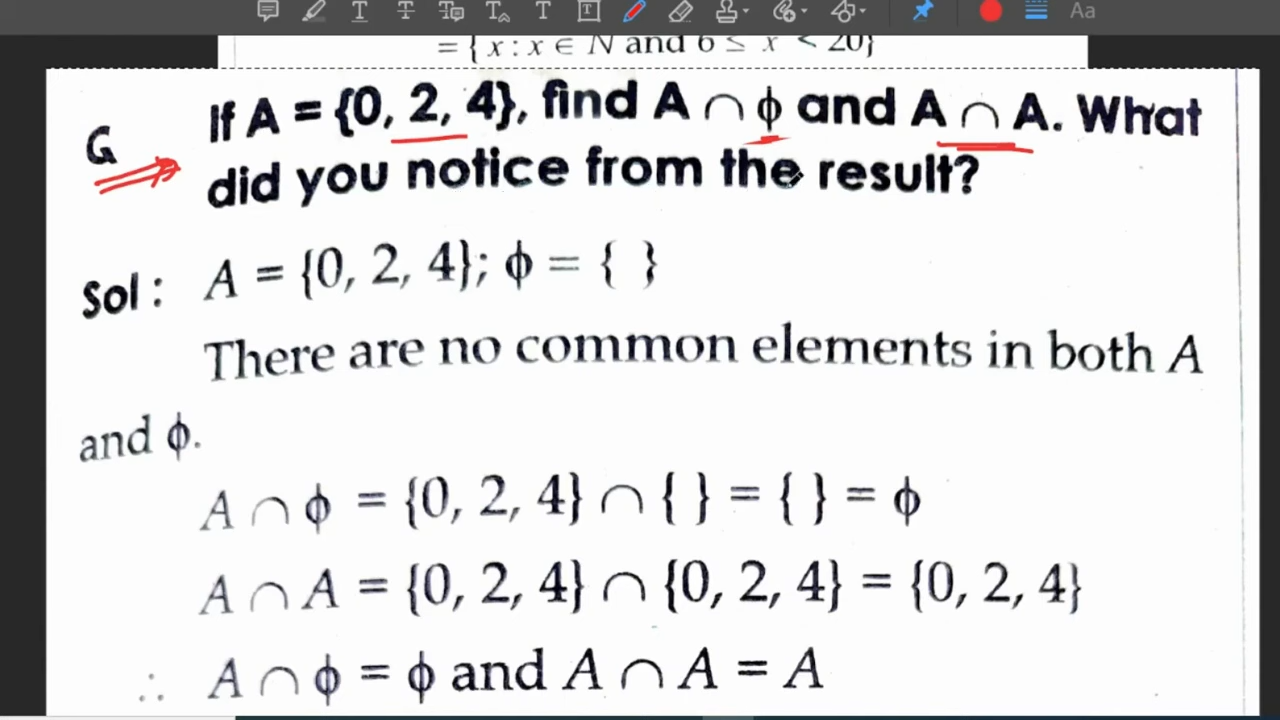 = { x : x ∈ N and 6 ≤ x < 20}
G If A = {0, 2, 4}, find A ∩ ϕ and A ∩ A. What
did you notice from the result?
Sol : A = {0, 2, 4}; ϕ = { }
There are no common elements in both A
and ϕ.
A ∩ ϕ = {0, 2, 4} ∩ { } = { } = ϕ
A ∩ A = {0, 2, 4} ∩ {0, 2, 4} = {0, 2, 4}
∴ A ∩ ϕ = ϕ and A ∩ A = A